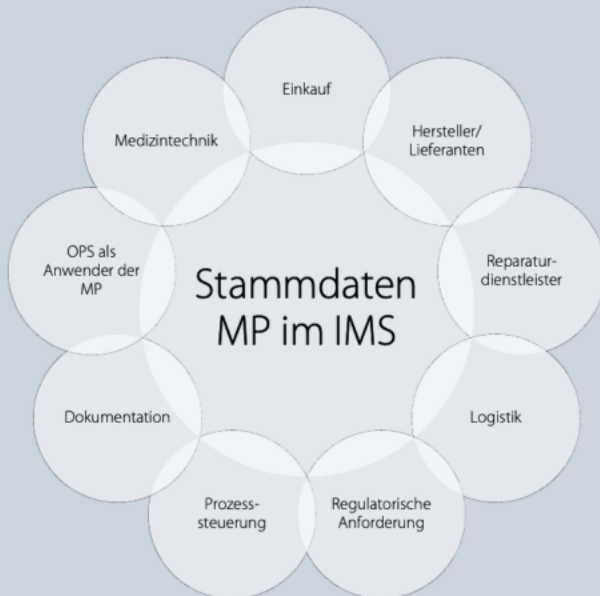 Einkauf
Hersteller/
Lieferanten
Reparatur-
dienstleister
Logistik
Regulatorische
Anforderung
Prozess-
steuerung
Dokumentation
OPS als
Anwender der
MP
Medizintechnik
Stammdaten
MP im IMS